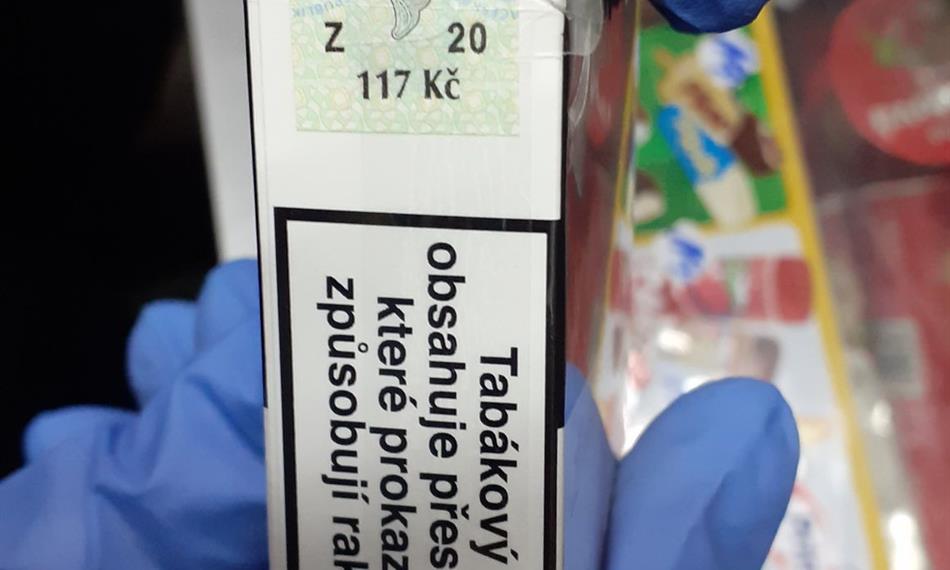 Z 20
117 Kč
Tabákový
obsahuje přes
které prokaz
způsobují rak